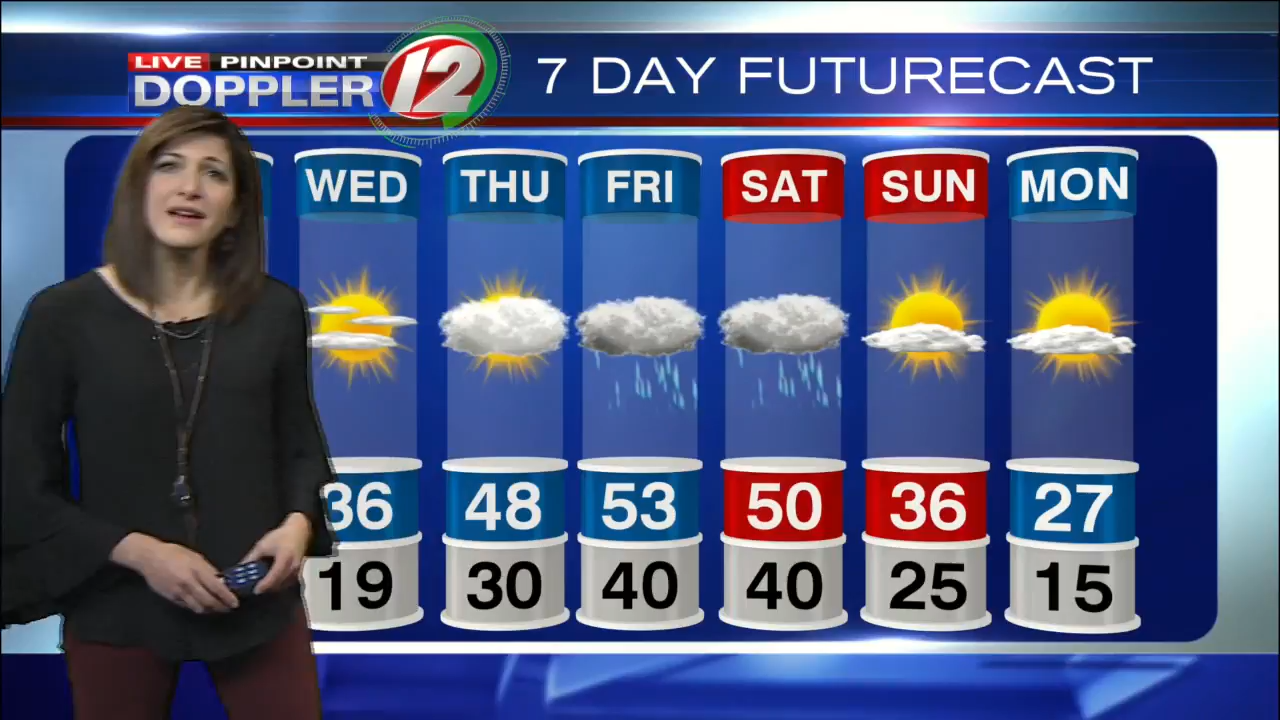 LIVE PINPOINT
DOPPLER 12
7 DAY FUTURECAST
WED THU FRI SAT SUN MON
36 48 53 50 36 27
19 30 40 40 25 15